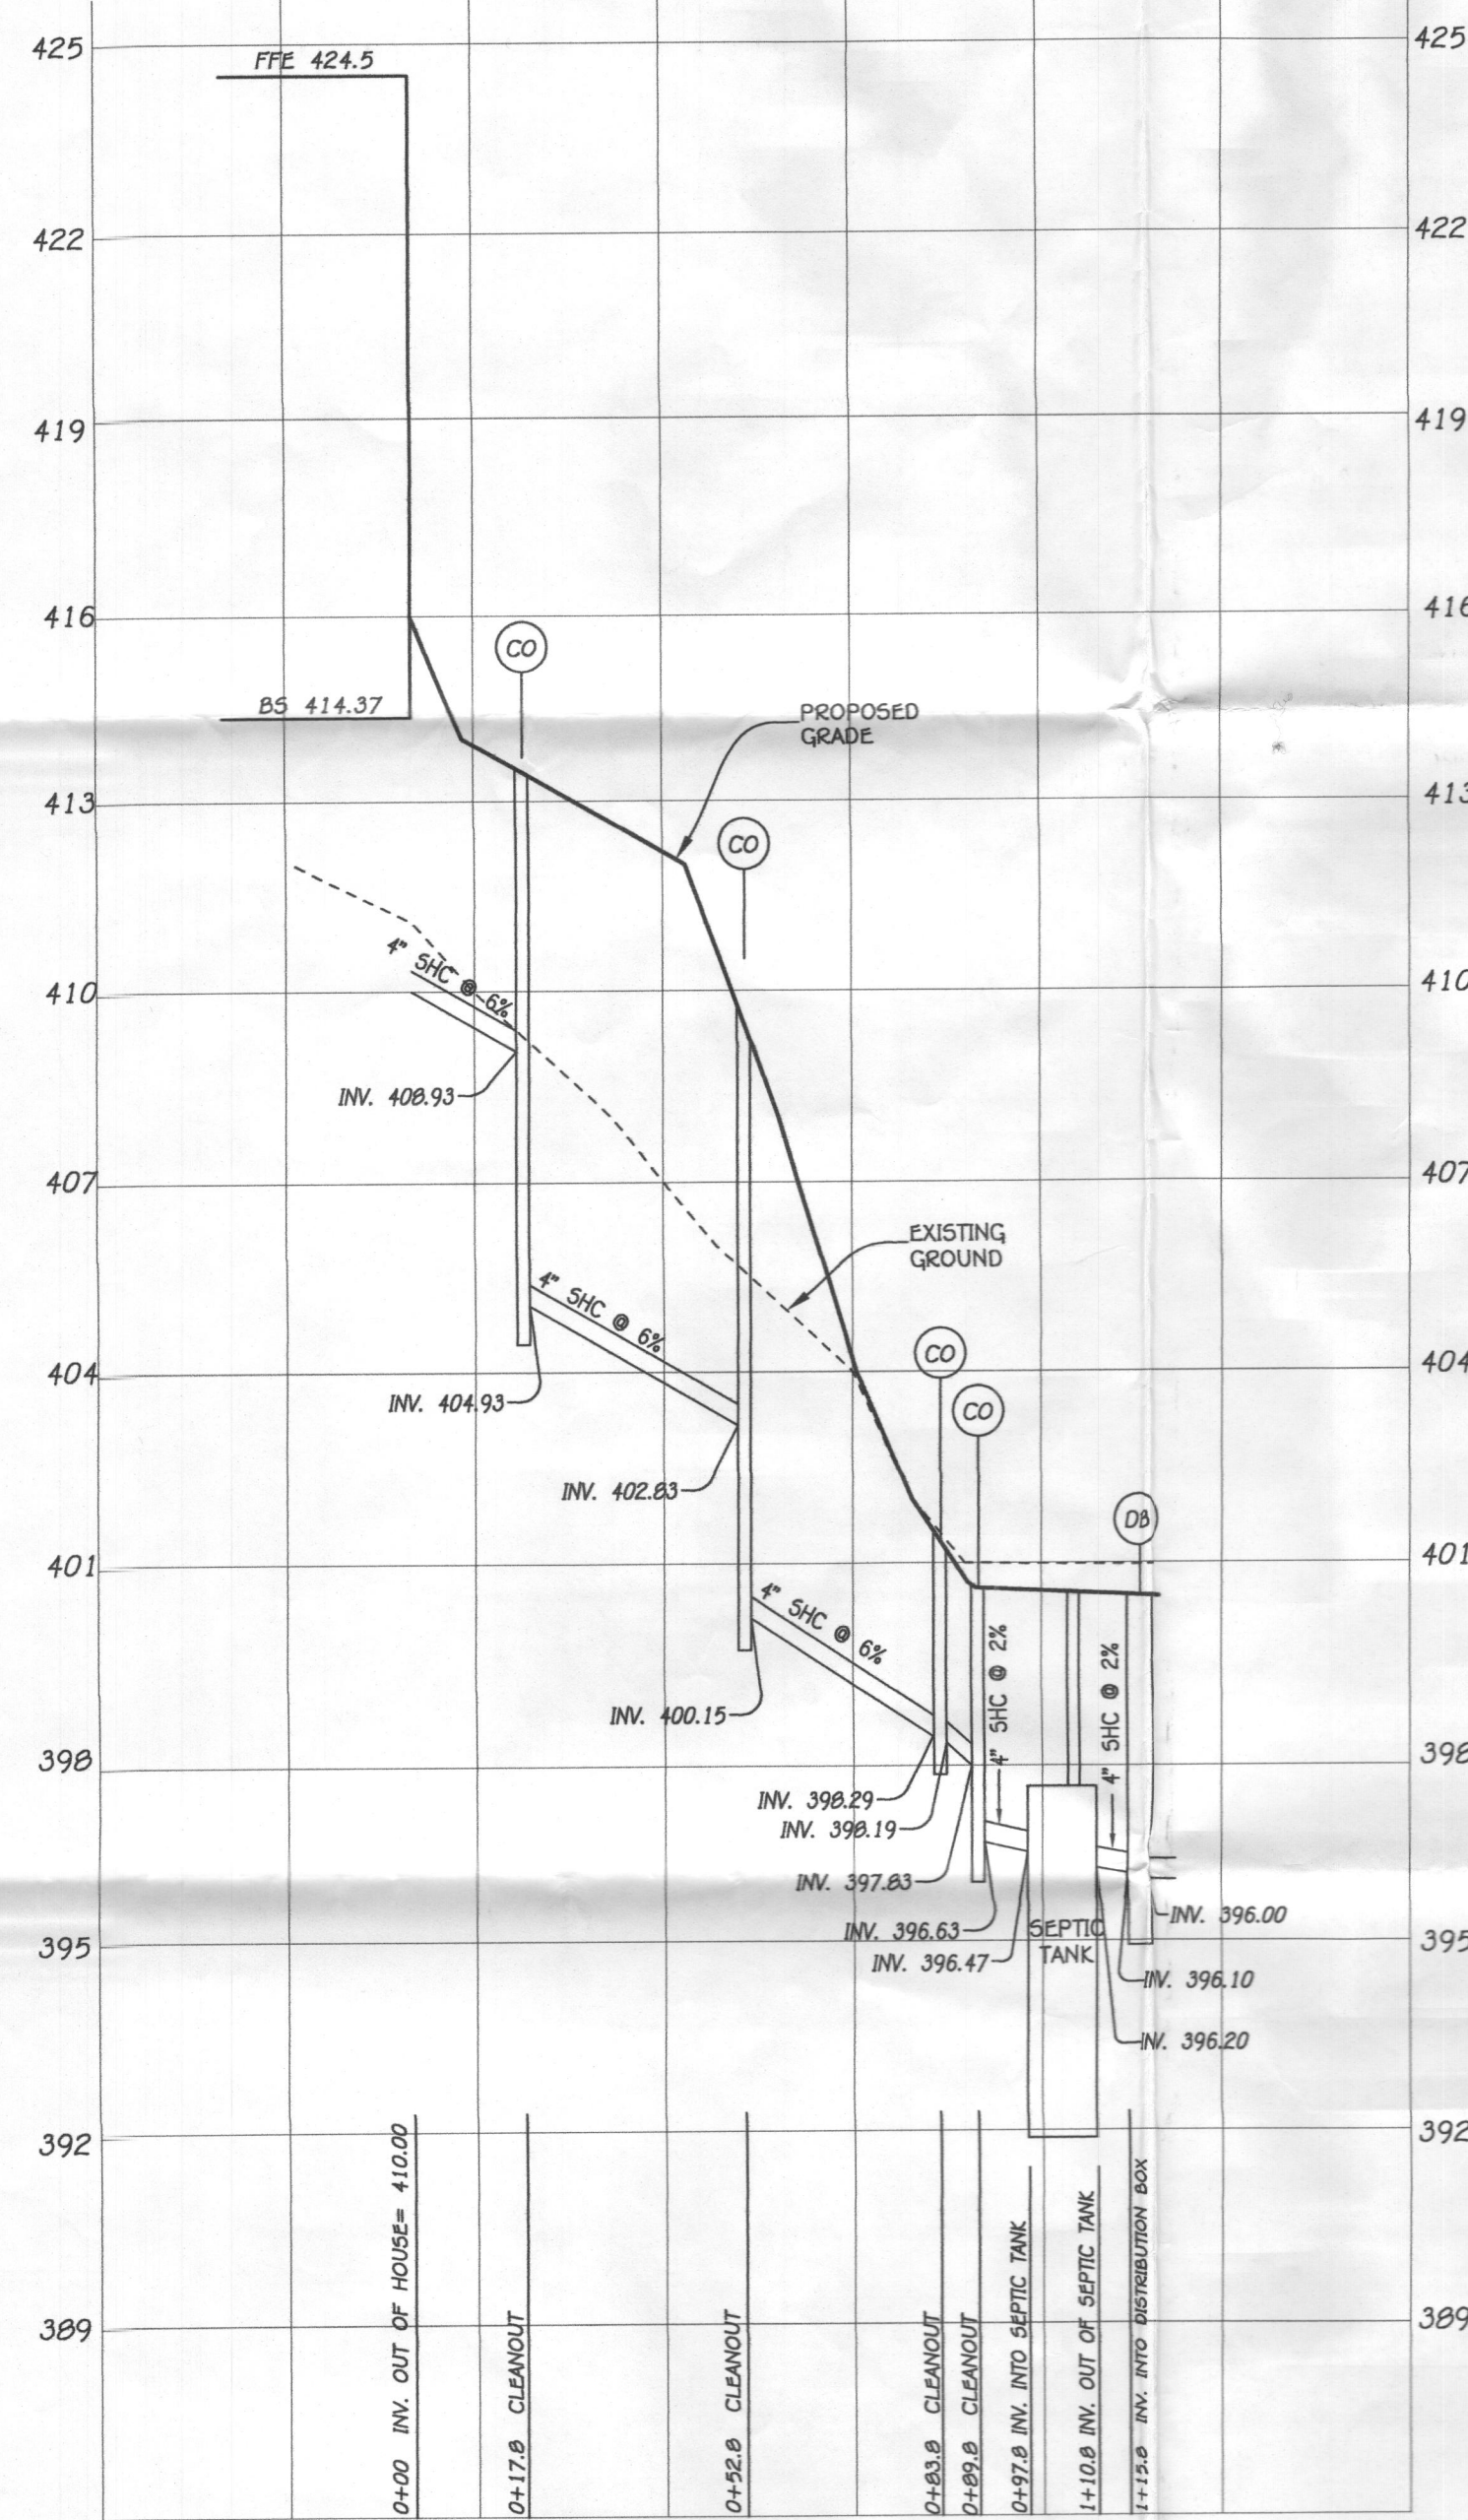 425
425
FFE 424.5
422
422
419
419
416
416
CO
BS 414.37
PROPOSED
GRADE
413
413
CO
4" SHC @ 6%
410
410
INV. 408.93
407
407
EXISTING
GROUND
4" SHC @ 6%
CO
404
404
INV. 404.93
CO
INV. 402.83
DB
401
401
4" SHC @ 6%
4" SHC @ 2%
4" SHC @ 2%
INV. 400.15
398
398
INV. 398.29
INV. 398.19
INV. 397.83
INV. 396.63
SEPTIC
TANK
INV. 396.00
INV. 396.47
395
395
INV. 396.10
INV. 396.20
392
392
389
389
0+00 INV. OUT OF HOUSE= 410.00
0+17.8 CLEANOUT
0+52.8 CLEANOUT
0+83.8 CLEANOUT
0+89.8 CLEANOUT
0+97.8 INV. INTO SEPTIC TANK
1+10.8 INV. OUT OF SEPTIC TANK
1+15.8 INV. INTO DISTRIBUTION BOX